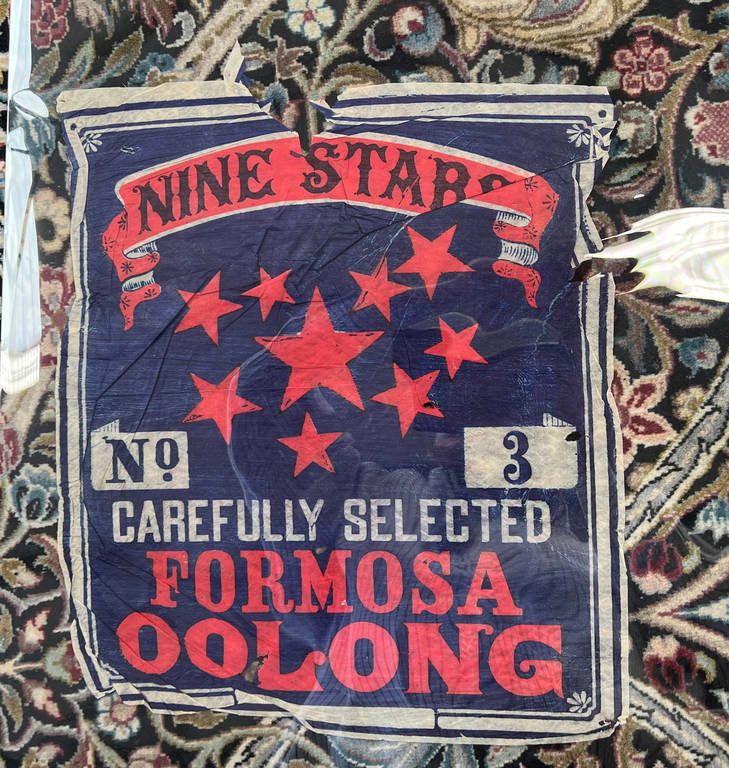 NINE STARS
Nº 3
CAREFULLY SELECTED
FORMOSA
OOLONG